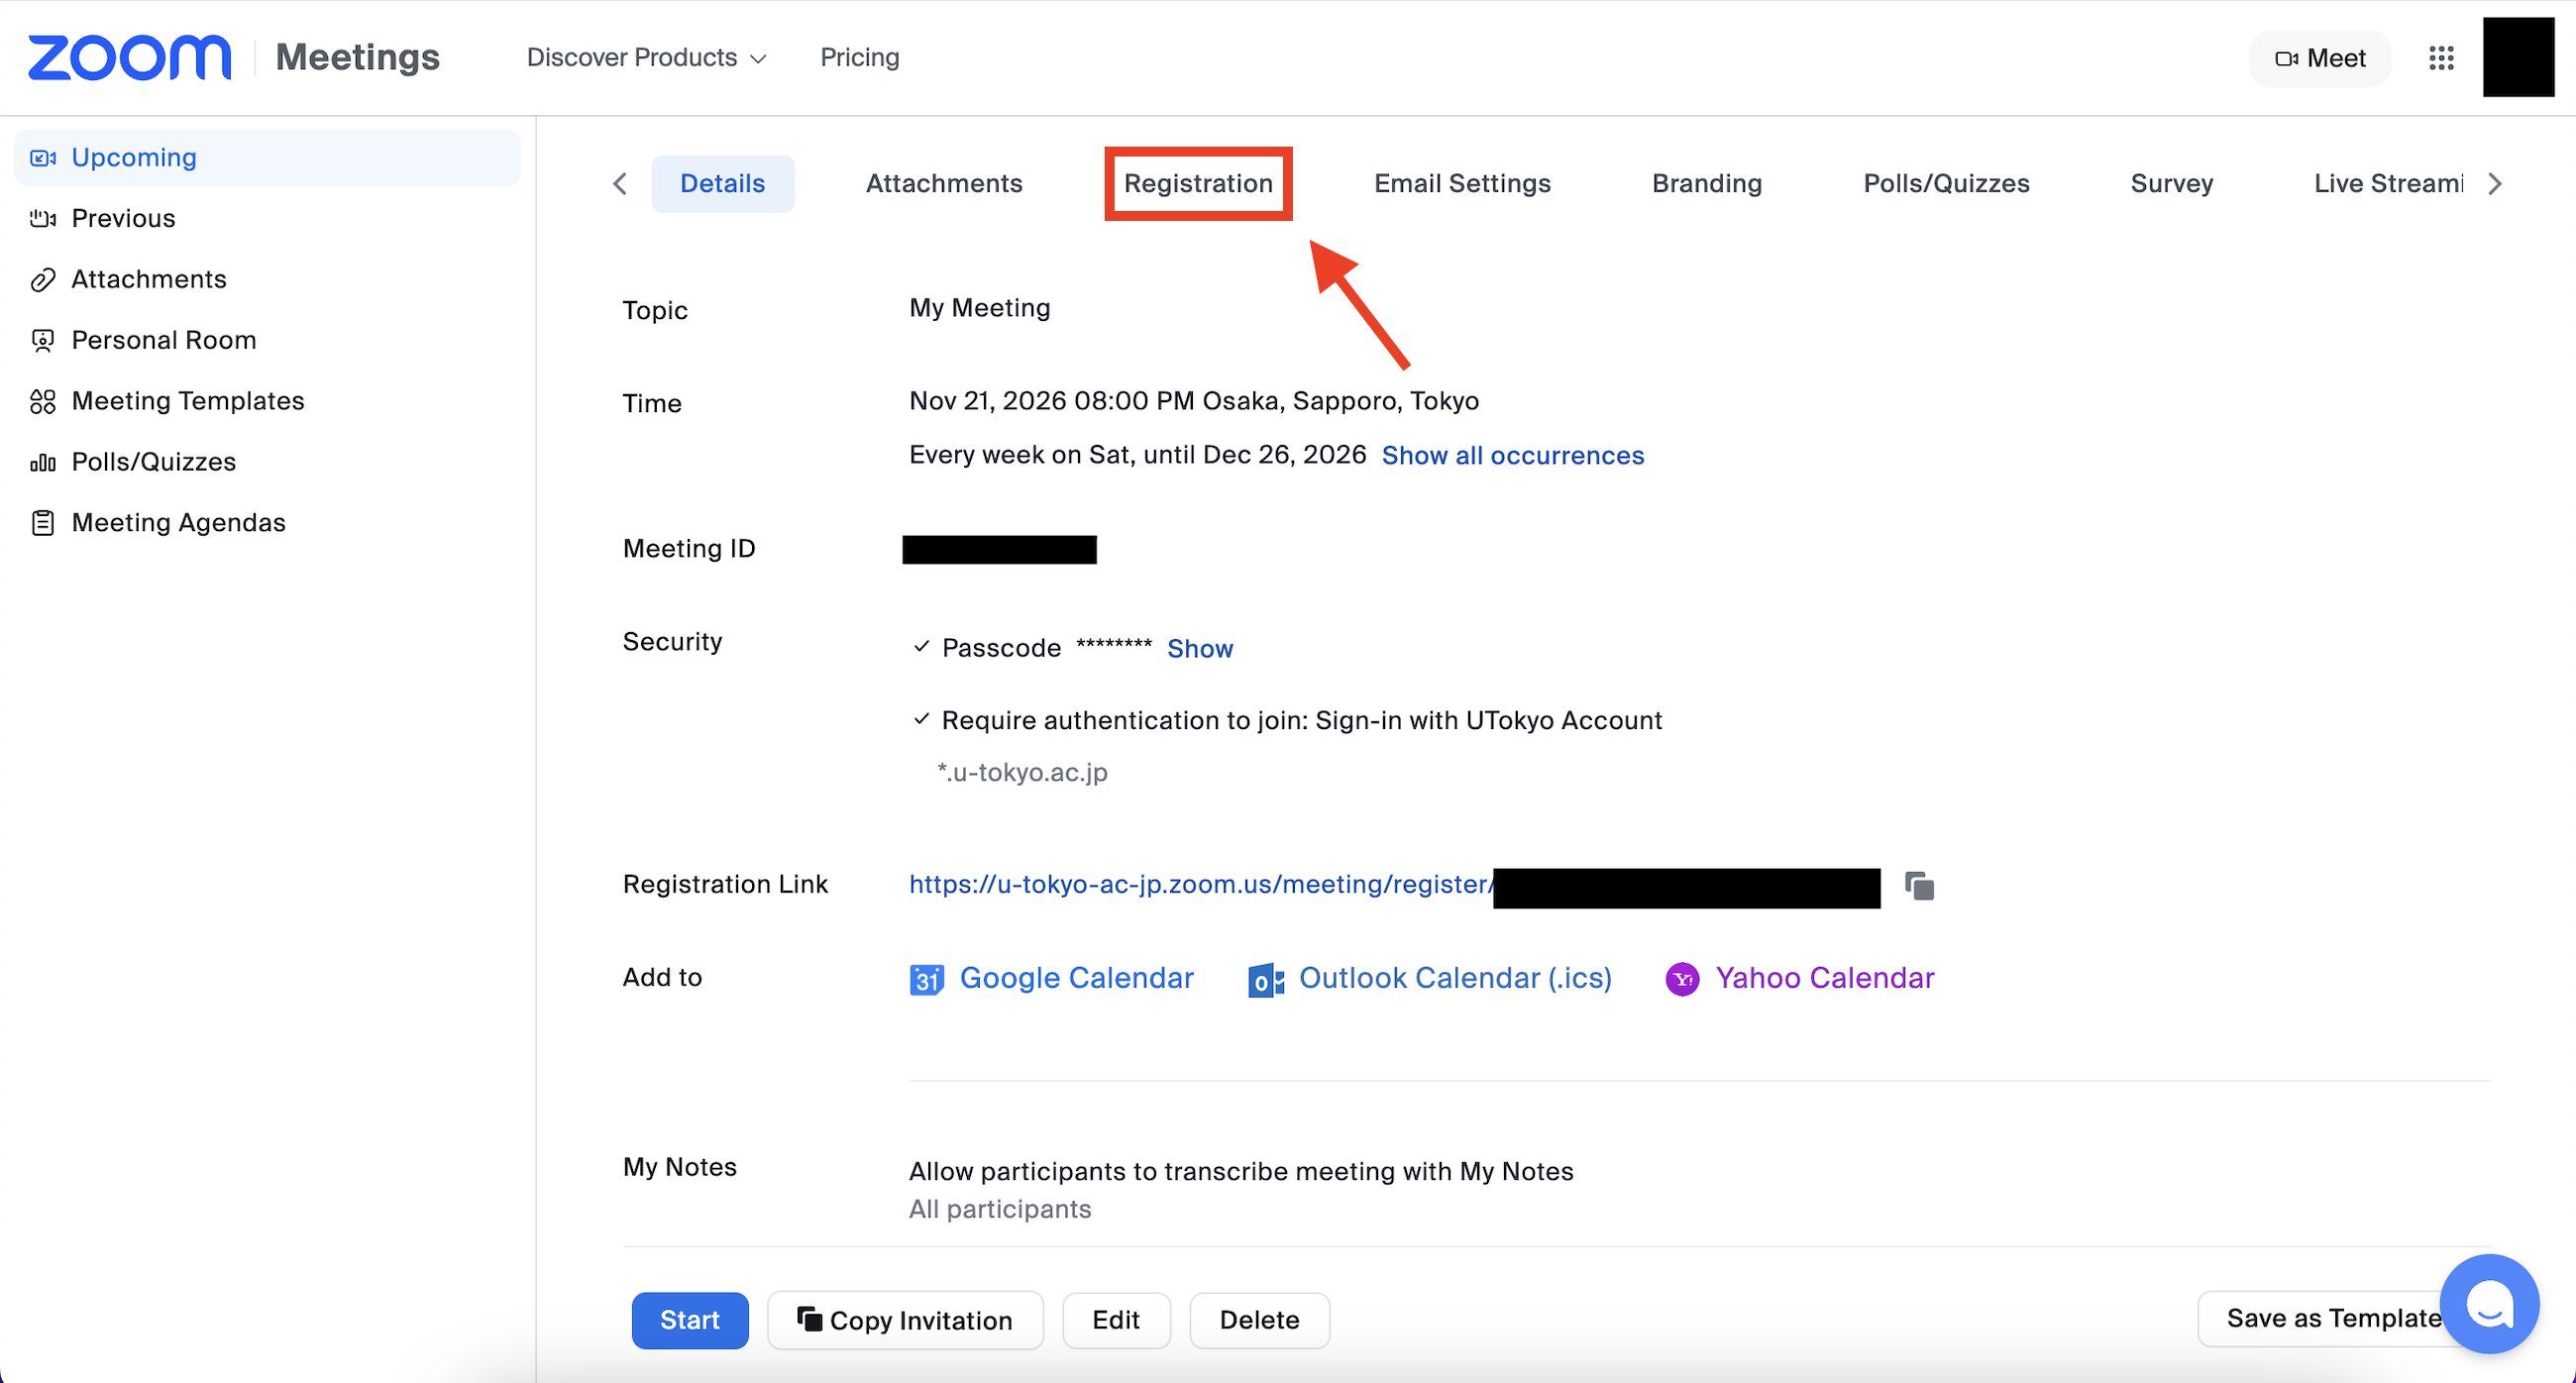 zoom Meetings Discover Products Pricing Meet
Upcoming
Previous
Attachments
Personal Room
Meeting Templates
Polls/Quizzes
Meeting Agendas
Details Attachments Registration Email Settings Branding Polls/Quizzes Survey Live Streami
Topic My Meeting
Time Nov 21, 2026 08:00 PM Osaka, Sapporo, Tokyo
Every week on Sat, until Dec 26, 2026 Show all occurrences
Meeting ID
Security Passcode ******** Show
Require authentication to join: Sign-in with UTokyo Account
*.u-tokyo.ac.jp
Registration Link https://u-tokyo-ac-jp.zoom.us/meeting/register/
Add to 31 Google Calendar Outlook Calendar (.ics) Yahoo Calendar
My Notes Allow participants to transcribe meeting with My Notes
All participants
Start Copy Invitation Edit Delete Save as Template